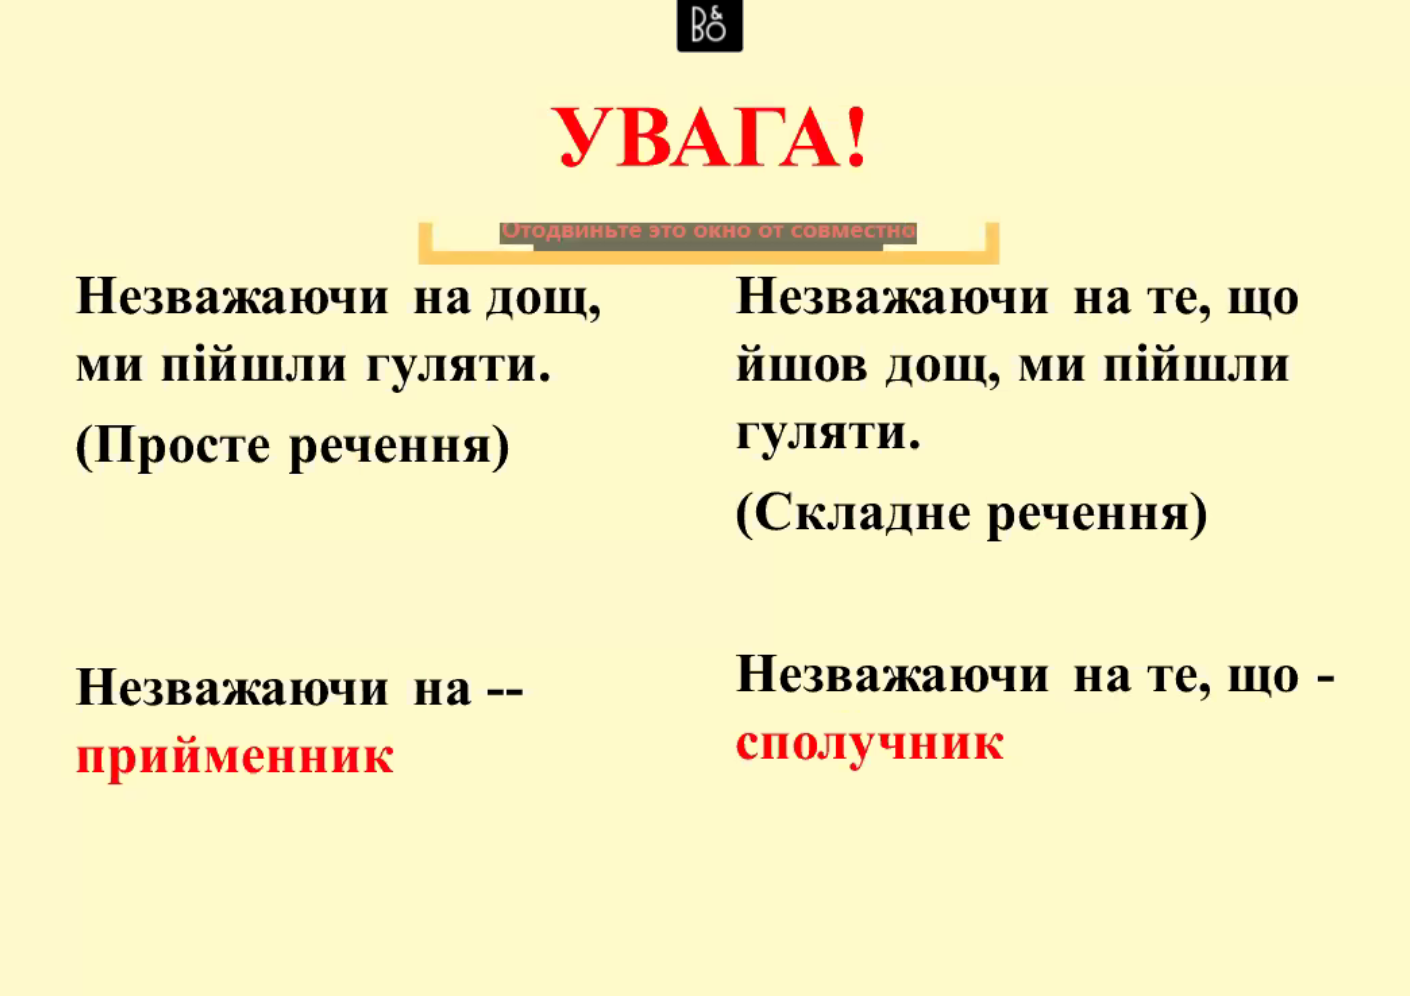 B&O
УВАГА!
Отодвиньте это окно от совместно
Незважаючи на дощ,
ми пійшли гуляти.
(Просте речення)
Незважаючи на --
прийменник
Незважаючи на те, що
йшов дощ, ми пійшли
гуляти.
(Складне речення)
Незважаючи на те, що -
сполучник